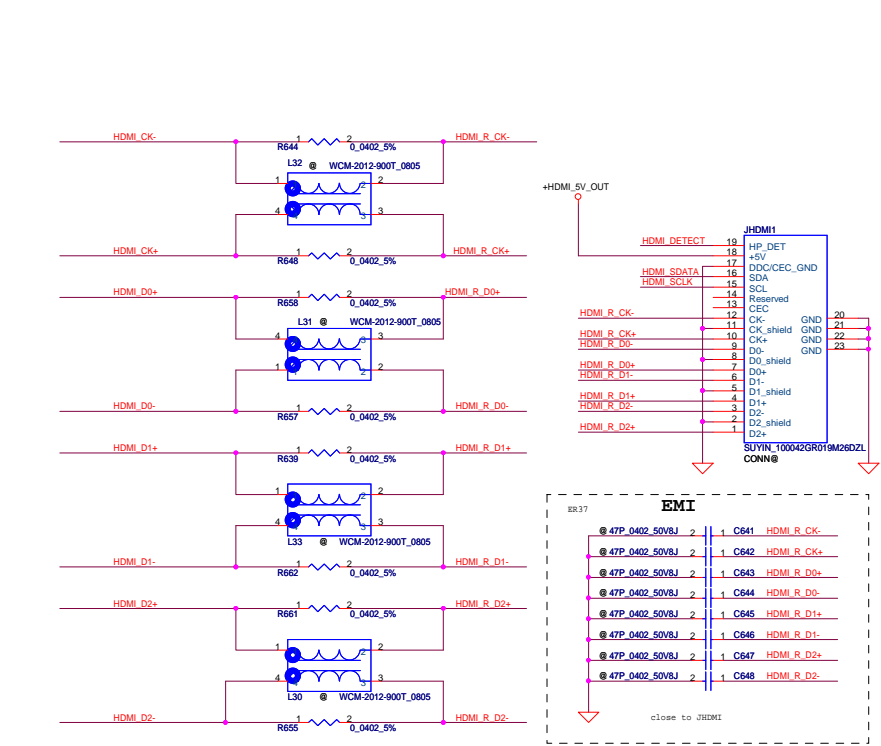 HDMI_CK- 1 2 HDMI_R_CK-
R644 0_0402_5%
L32 @ WCM-2012-900T_0805
1 2 2
4 3 3
HDMI_CK+ 1 2 HDMI_R_CK+
R648 0_0402_5%
HDMI_D0+ 1 2 HDMI_R_D0+
R658 0_0402_5%
L31 @ WCM-2012-900T_0805
4 3 3
1 2 2
HDMI_D0- 1 2 HDMI_R_D0-
R657 0_0402_5%
HDMI_D1+ 1 2 HDMI_R_D1+
R639 0_0402_5%
1 2 2
4 3 3
L33 @ WCM-2012-900T_0805
HDMI_D1- 1 2 HDMI_R_D1-
R662 0_0402_5%
HDMI_D2+ 1 2 HDMI_R_D2+
R661 0_0402_5%
1 2 2
4 3 3
L30 @ WCM-2012-900T_0805
HDMI_D2- 1 2 HDMI_R_D2-
R655 0_0402_5%
+HDMI_5V_OUT
JHDMI1
HDMI_DETECT 19 HP_DET
18 +5V
17 DDC/CEC_GND
HDMI_SDATA 16 SDA
HDMI_SCLK 15 SCL
14 Reserved
13 CEC
HDMI_R_CK- 12 CK- GND 20
11 CK_shield GND 21
HDMI_R_CK+ 10 CK+ GND 22
HDMI_R_D0- 9 D0- GND 23
8 D0_shield
HDMI_R_D0+ 7 D0+
HDMI_R_D1- 6 D1-
5 D1_shield
HDMI_R_D1+ 4 D1+
HDMI_R_D2- 3 D2-
2 D2_shield
HDMI_R_D2+ 1 D2+
SUYIN_100042GR019M26DZL
CONN@
ER37 EMI
@ 47P_0402_50V8J 2 1 C641 HDMI_R_CK-
@ 47P_0402_50V8J 2 1 C642 HDMI_R_CK+
@ 47P_0402_50V8J 2 1 C643 HDMI_R_D0+
@ 47P_0402_50V8J 2 1 C644 HDMI_R_D0-
@ 47P_0402_50V8J 2 1 C645 HDMI_R_D1+
@ 47P_0402_50V8J 2 1 C646 HDMI_R_D1-
@ 47P_0402_50V8J 2 1 C647 HDMI_R_D2+
@ 47P_0402_50V8J 2 1 C648 HDMI_R_D2-
close to JHDMI